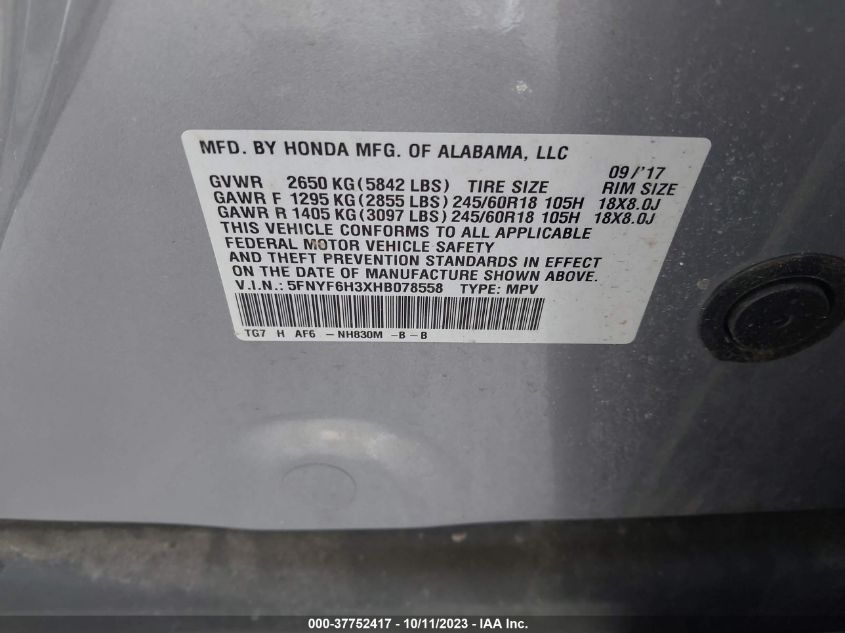 MFD. BY HONDA MFG. OF ALABAMA, LLC 09/'17
GVWR 2650 KG (5842 LBS) TIRE SIZE RIM SIZE
GAWR F 1295 KG (2855 LBS) 245/60R18 105H 18X8.0J
GAWR R 1405 KG (3097 LBS) 245/60R18 105H 18X8.0J
THIS VEHICLE CONFORMS TO ALL APPLICABLE
FEDERAL MOTOR VEHICLE SAFETY
AND THEFT PREVENTION STANDARDS IN EFFECT
ON THE DATE OF MANUFACTURE SHOWN ABOVE.
V.I.N.: 5FNYF6H3XHB078558 TYPE: MPV
TG7 H AF6 - NH830M - B - B
000-37752417 - 10/11/2023 - IAA Inc.